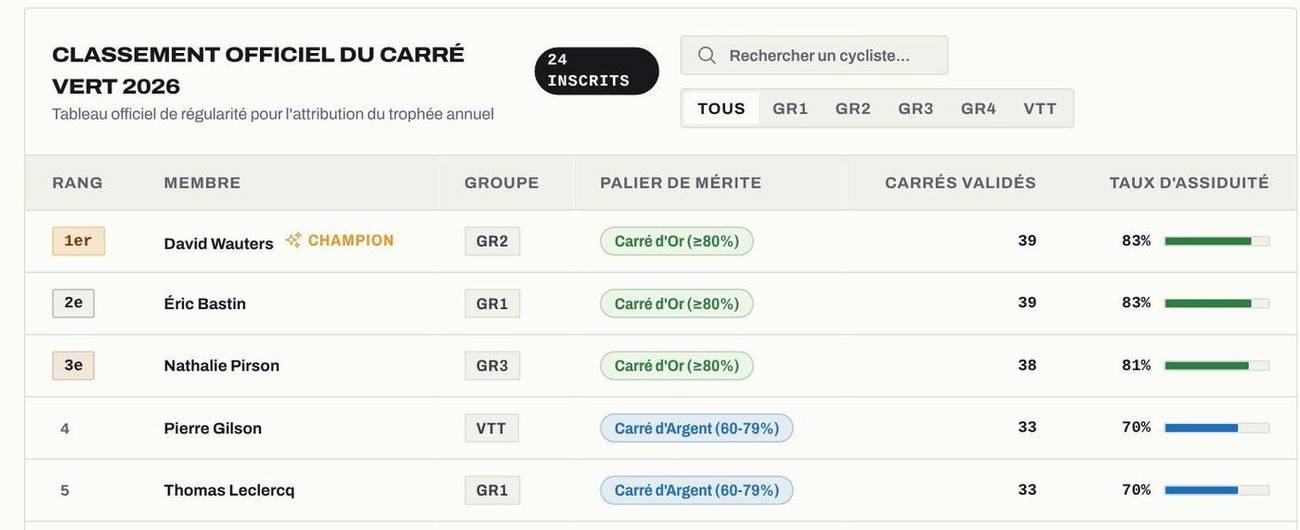 CLASSEMENT OFFICIEL DU CARRÉ
VERT 2026
Tableau officiel de régularité pour l'attribution du trophée annuel
24
INSCRITS
Rechercher un cycliste...
TOUS GR1 GR2 GR3 GR4 VTT
RANG MEMBRE GROUPE PALIER DE MÉRITE CARRÉS VALIDÉS TAUX D'ASSIDUITÉ
1er David Wauters CHAMPION GR2 Carré d'Or (≥80%) 39 83%
2e Éric Bastin GR1 Carré d'Or (≥80%) 39 83%
3e Nathalie Pirson GR3 Carré d'Or (≥80%) 38 81%
4 Pierre Gilson VTT Carré d'Argent (60-79%) 33 70%
5 Thomas Leclercq GR1 Carré d'Argent (60-79%) 33 70%